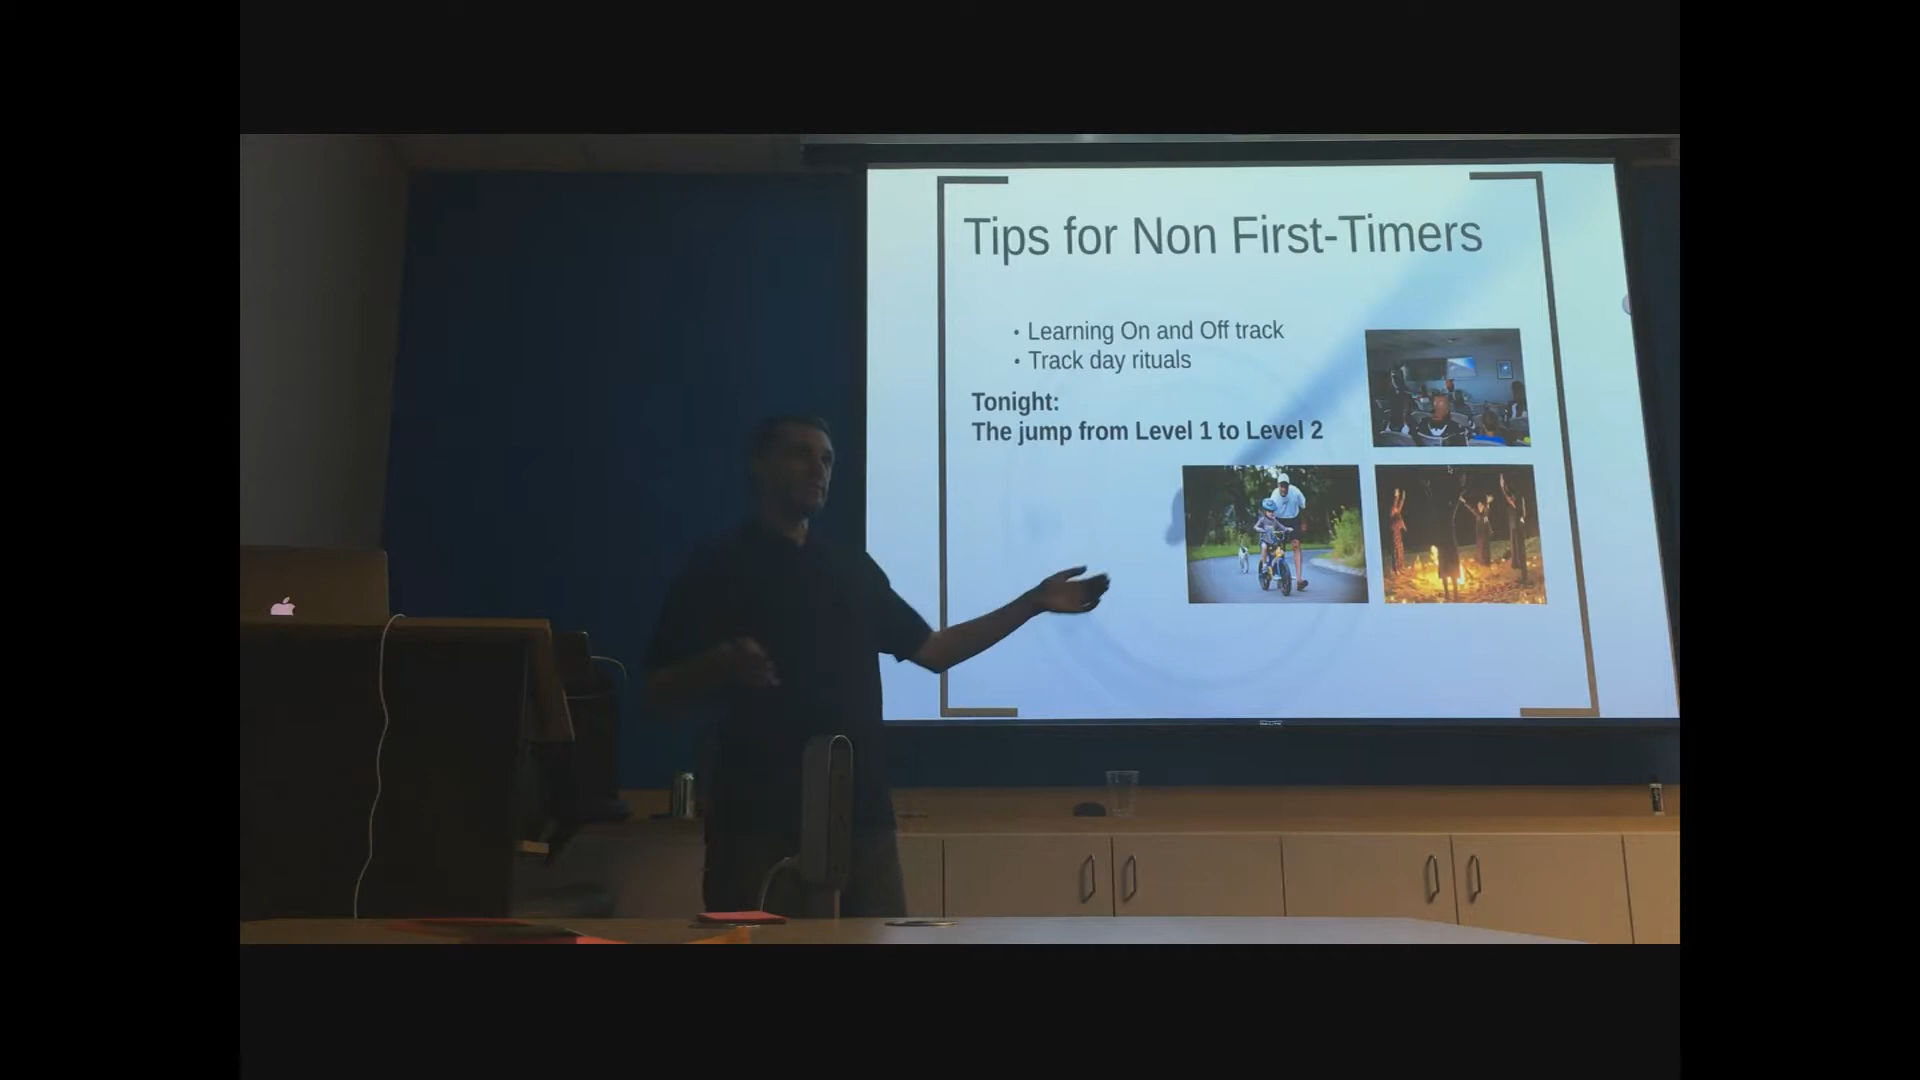 Tips for Non First-Timers
• Learning On and Off track
• Track day rituals
Tonight:
The jump from Level 1 to Level 2